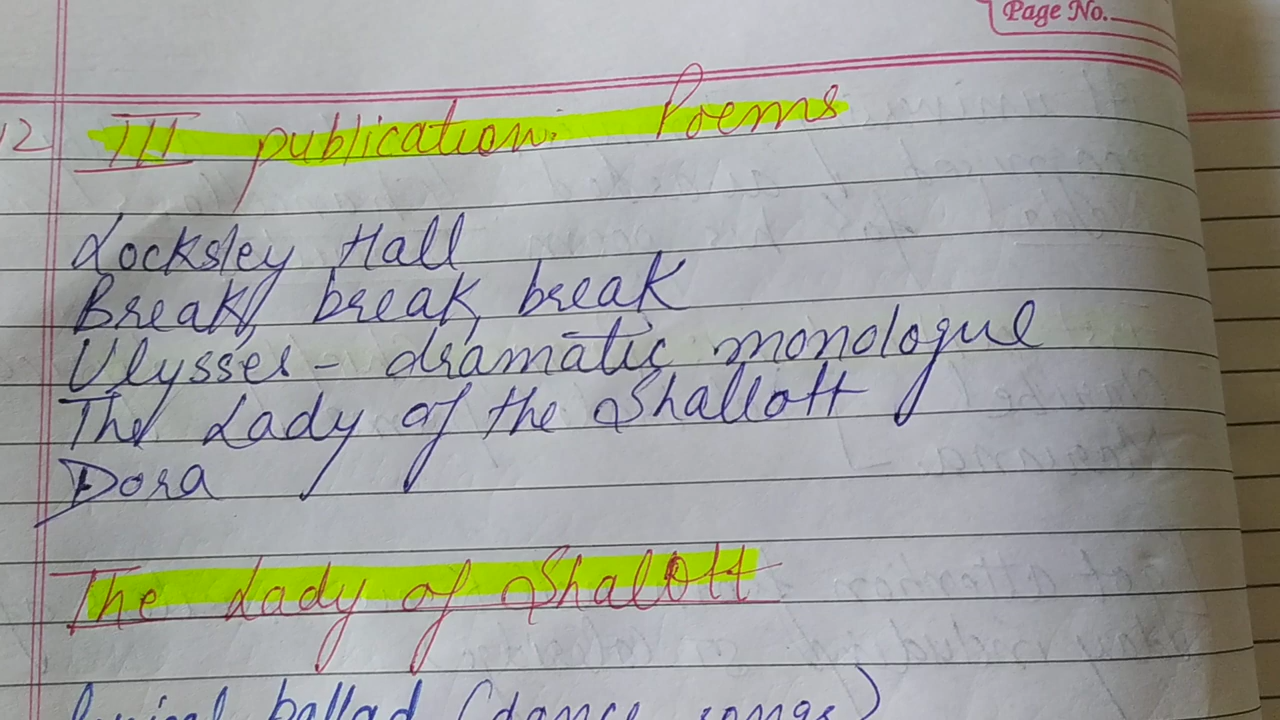 Page No.
12 III publication. Poems
Locksley Hall
Break, break, break
Ulysses - dramatic monologue
The Lady of the Shallott
Dora
The Lady of Shalott
Lyrical ballad (dance songs)